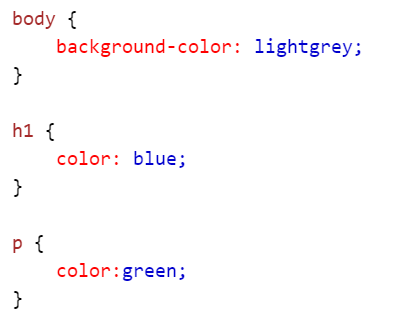 body {
    background-color: lightgrey;
}

h1 {
    color: blue;
}

p {
    color:green;
}